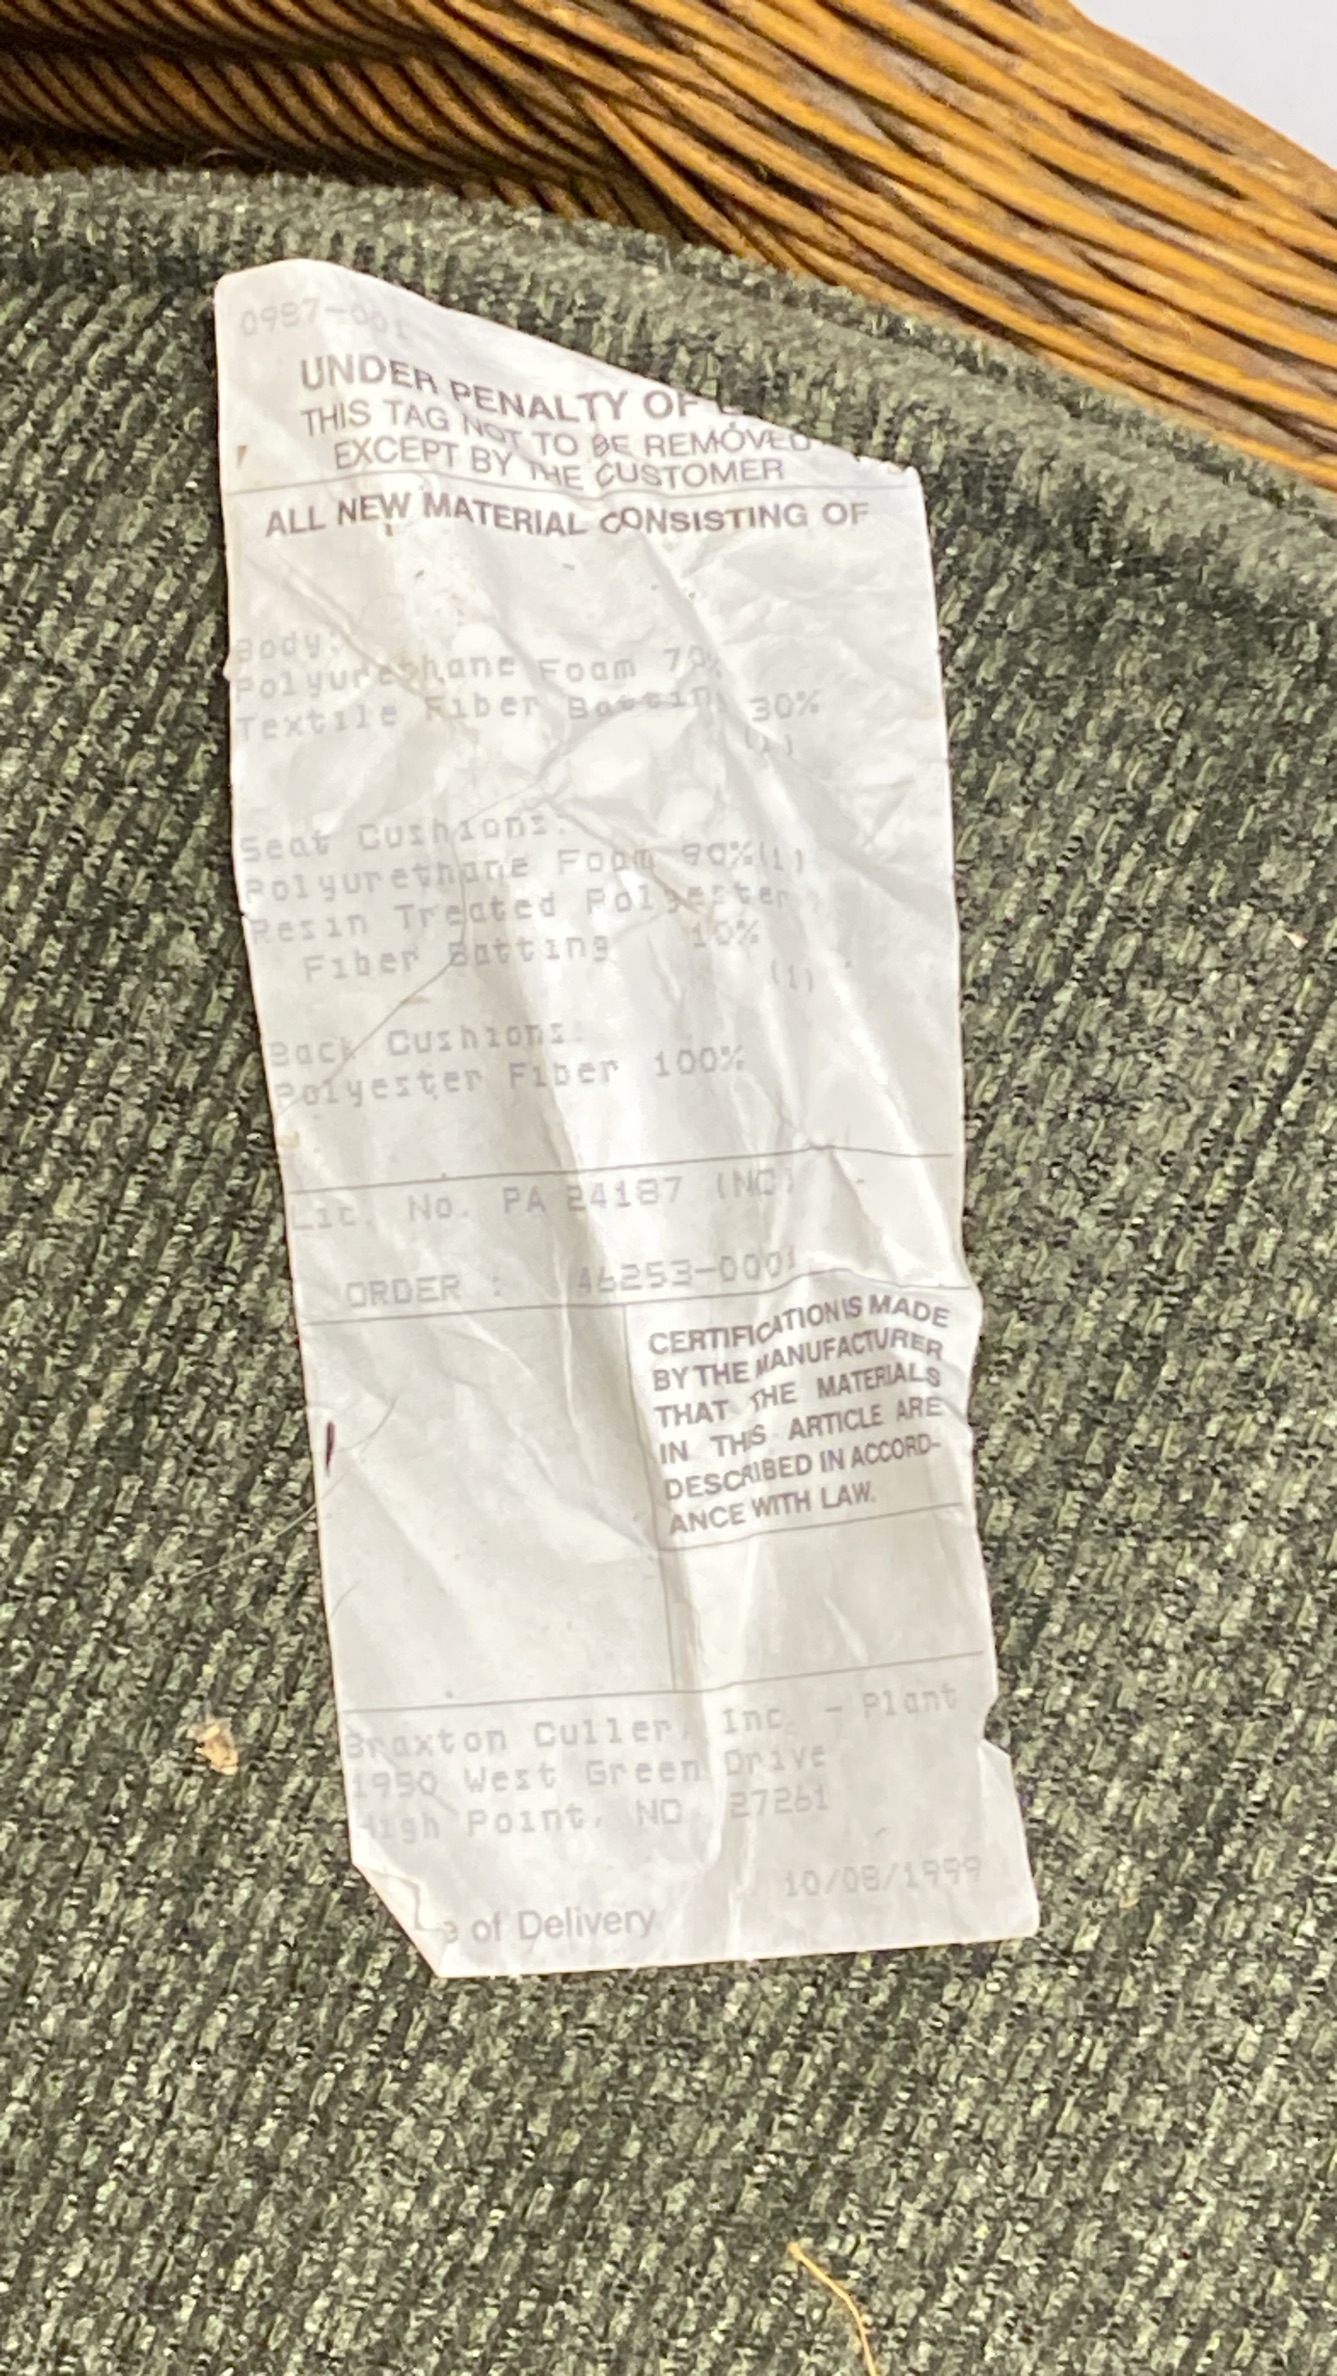 0987-001
UNDER PENALTY OF
THIS TAG NOT TO BE REMOVED
EXCEPT BY THE CUSTOMER
ALL NEW MATERIAL CONSISTING OF
Body:
Polyurethane Foam 70%
Textile Fiber Batting 30%
(1)
Seat Cushions:
Polyurethane Foam 90%(1)
Resin Treated Polyester
Fiber Batting 10%
(1)
Back Cushions:
Polyester Fiber 100%
Lic. No. PA 24187 (NC)
ORDER : A6253-0001
CERTIFICATION IS MADE
BY THE MANUFACTURER
THAT THE MATERIALS
IN THIS ARTICLE ARE
DESCRIBED IN ACCORD-
ANCE WITH LAW.
Braxton Culler, Inc. - Plant
1950 West Green Drive
High Point, NC 27261
10/08/1999
of Delivery